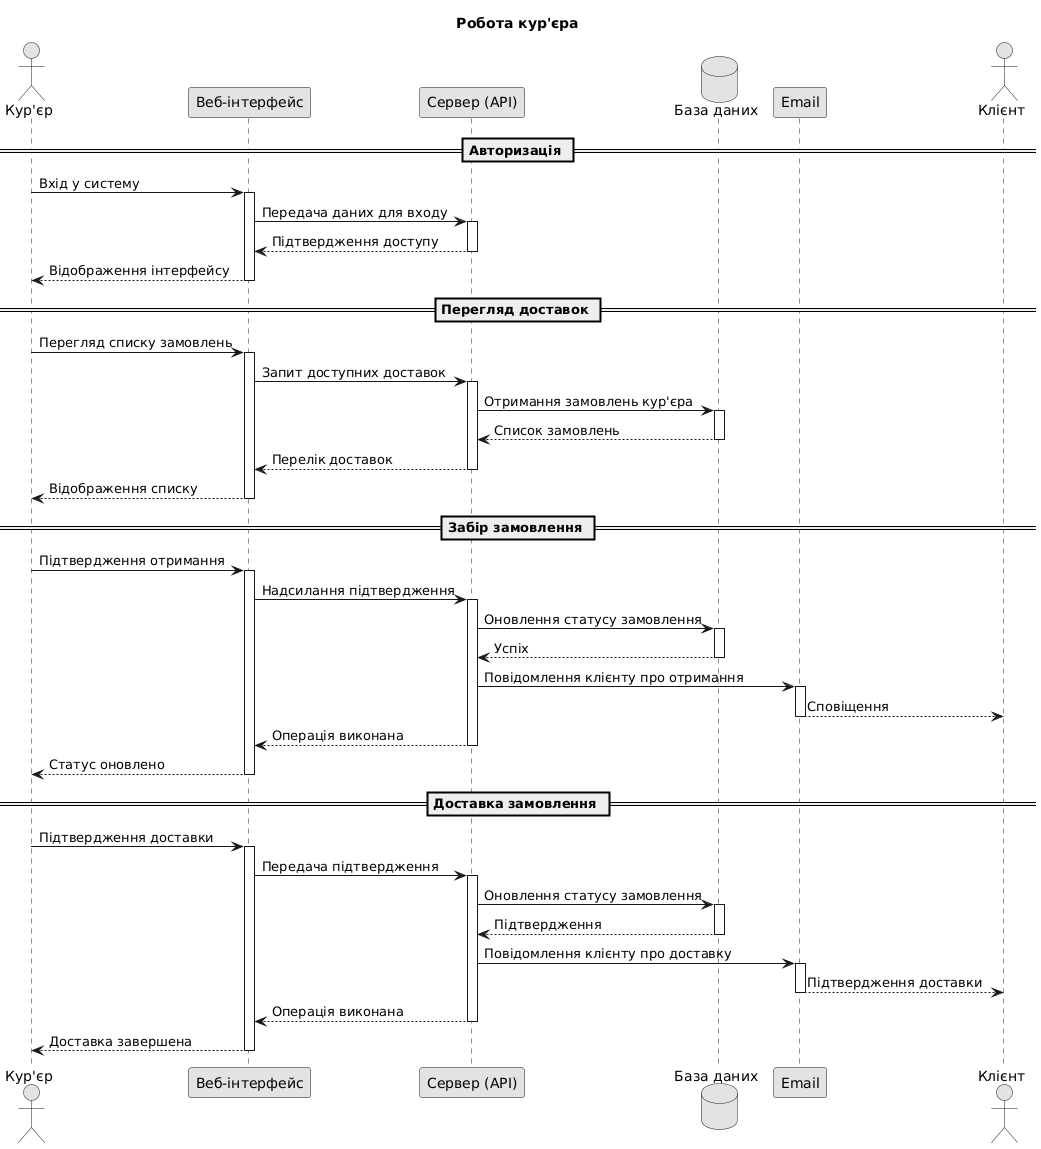 Робота кур'єра
Кур'єр
Веб-інтерфейс
Сервер (API)
База даних
Email
Клієнт
Авторизація
Вхід у систему
Передача даних для входу
Підтвердження доступу
Відображення інтерфейсу
Перегляд доставок
Перегляд списку замовлень
Запит доступних доставок
Отримання замовлень кур'єра
Список замовлень
Перелік доставок
Відображення списку
Забір замовлення
Підтвердження отримання
Надсилання підтвердження
Оновлення статусу замовлення
Успіх
Повідомлення клієнту про отримання
Сповіщення
Операція виконана
Статус оновлено
Доставка замовлення
Підтвердження доставки
Передача підтвердження
Оновлення статусу замовлення
Підтвердження
Повідомлення клієнту про доставку
Підтвердження доставки
Операція виконана
Доставка завершена
Кур'єр
Веб-інтерфейс
Сервер (API)
База даних
Email
Клієнт